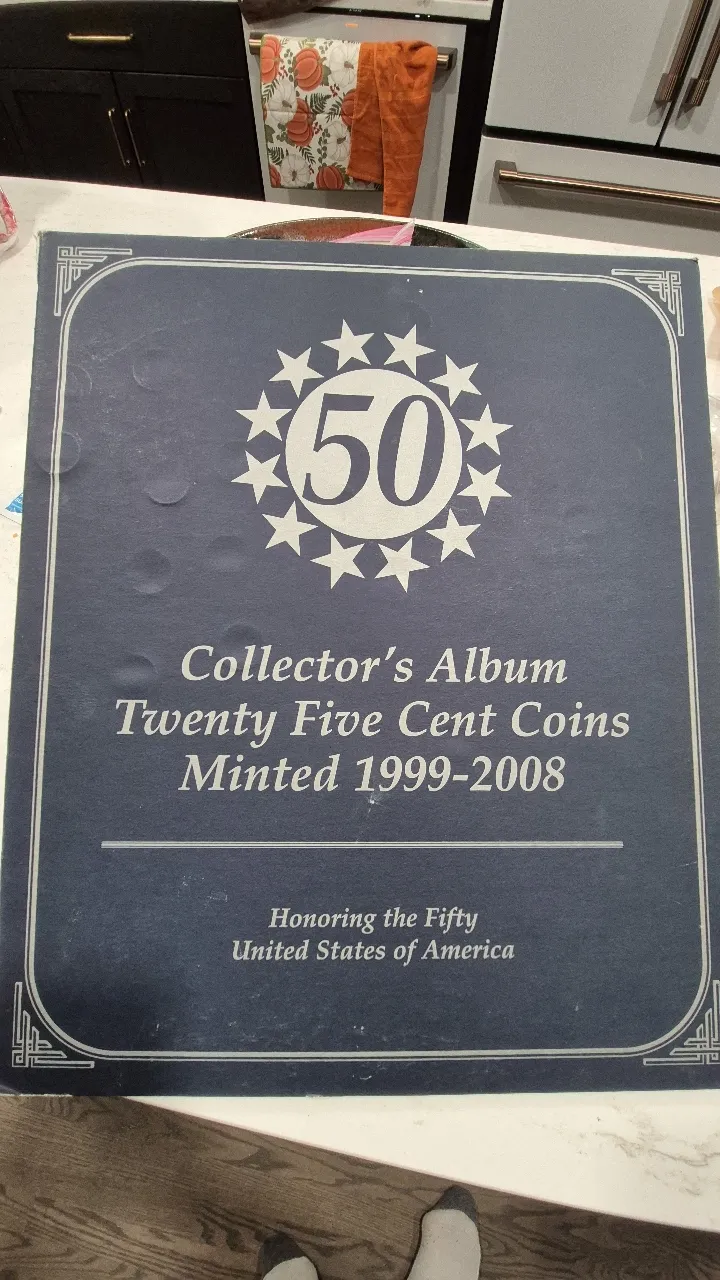 50
Collector's Album
Twenty Five Cent Coins
Minted 1999-2008
Honoring the Fifty
United States of America